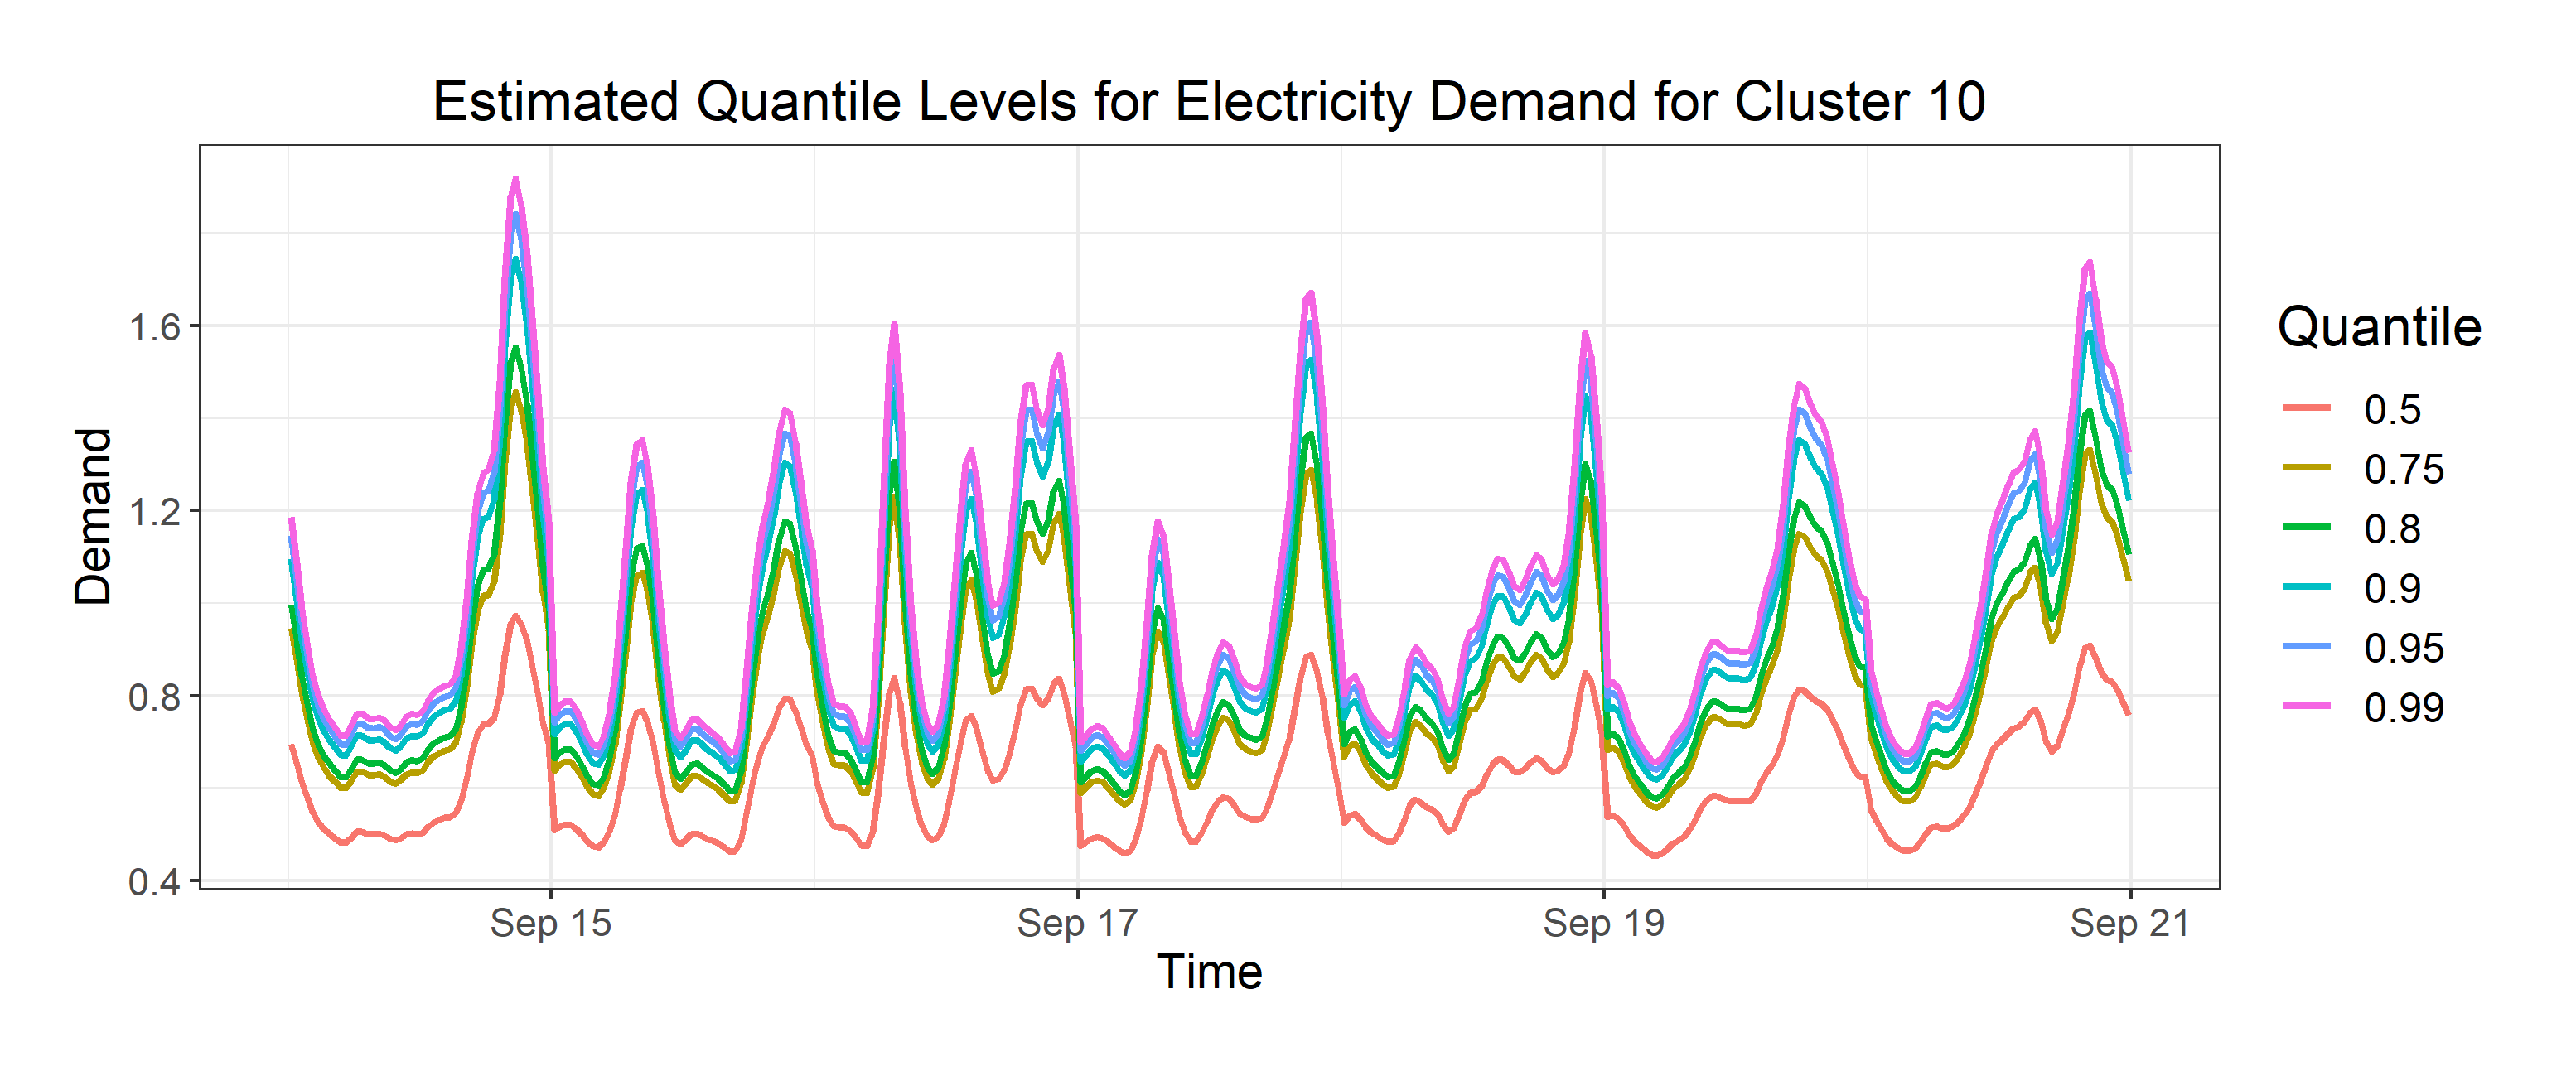 Estimated Quantile Levels for Electricity Demand for Cluster 10
Demand
1.6
1.2
0.8
0.4
Sep 15
Sep 17
Sep 19
Sep 21
Time
Quantile
0.5
0.75
0.8
0.9
0.95
0.99